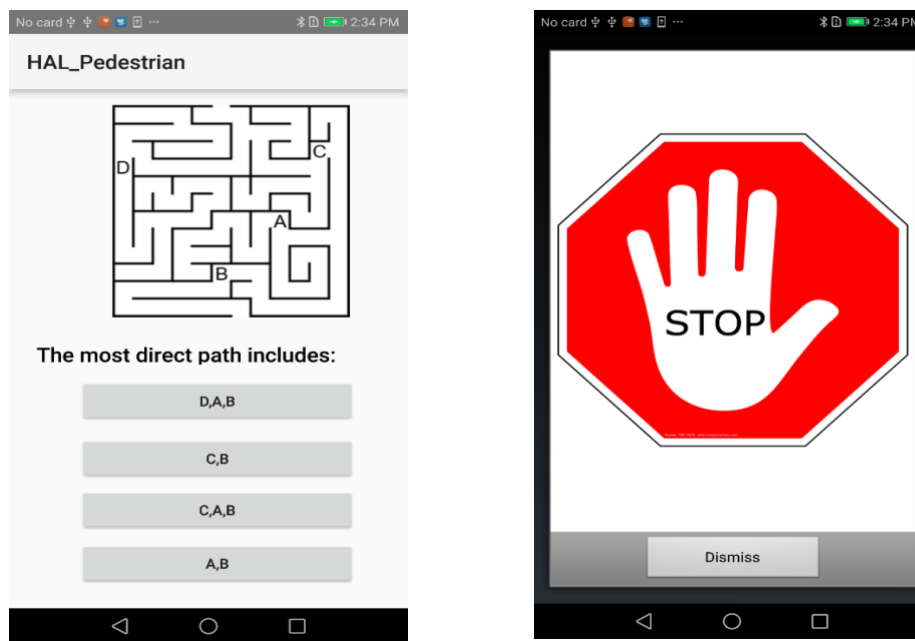 No card
2:34 PM
HAL_Pedestrian
C
D
A
B
The most direct path includes:
D,A,B
C,B
C,A,B
A,B
No card
2:34 PM
STOP
Dismiss